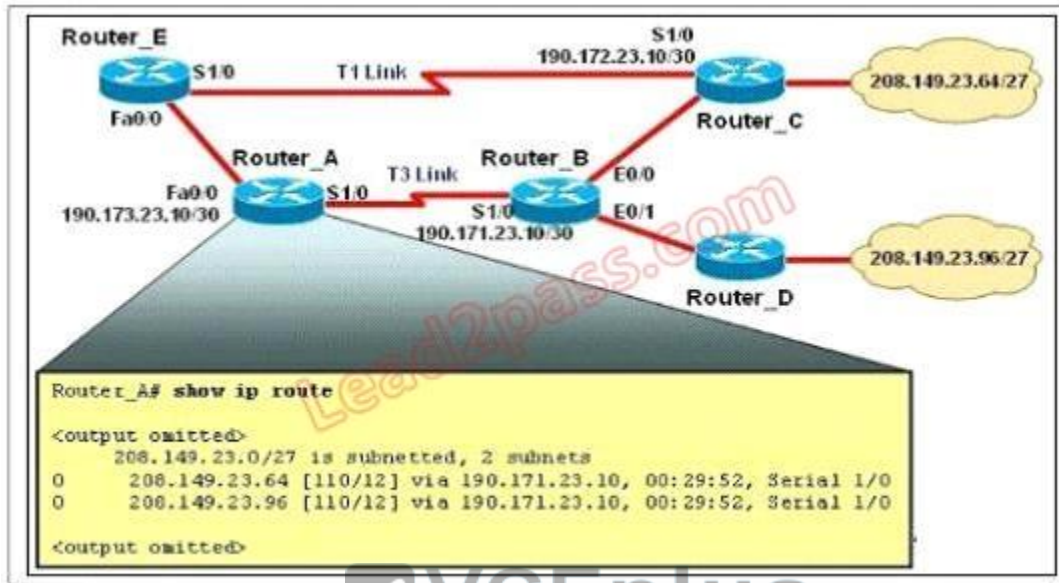 Router_E
S1/0
T1 Link
S1/0
190.172.23.10/30
208.149.23.64/27
Router_C
Fa0/0
Router_A
T3 Link
Router_B
E0/0
Fa0/0
190.173.23.10/30
S1/0
S1/0
190.171.23.10/30
E0/1
208.149.23.96/27
Router_D
Lead2pass.com
Router_A# show ip route
<output omitted>
208.149.23.0/27 is subnetted, 2 subnets
O 208.149.23.64 [110/12] via 190.171.23.10, 00:29:52, Serial 1/0
O 208.149.23.96 [110/12] via 190.171.23.10, 00:29:52, Serial 1/0
<output omitted>